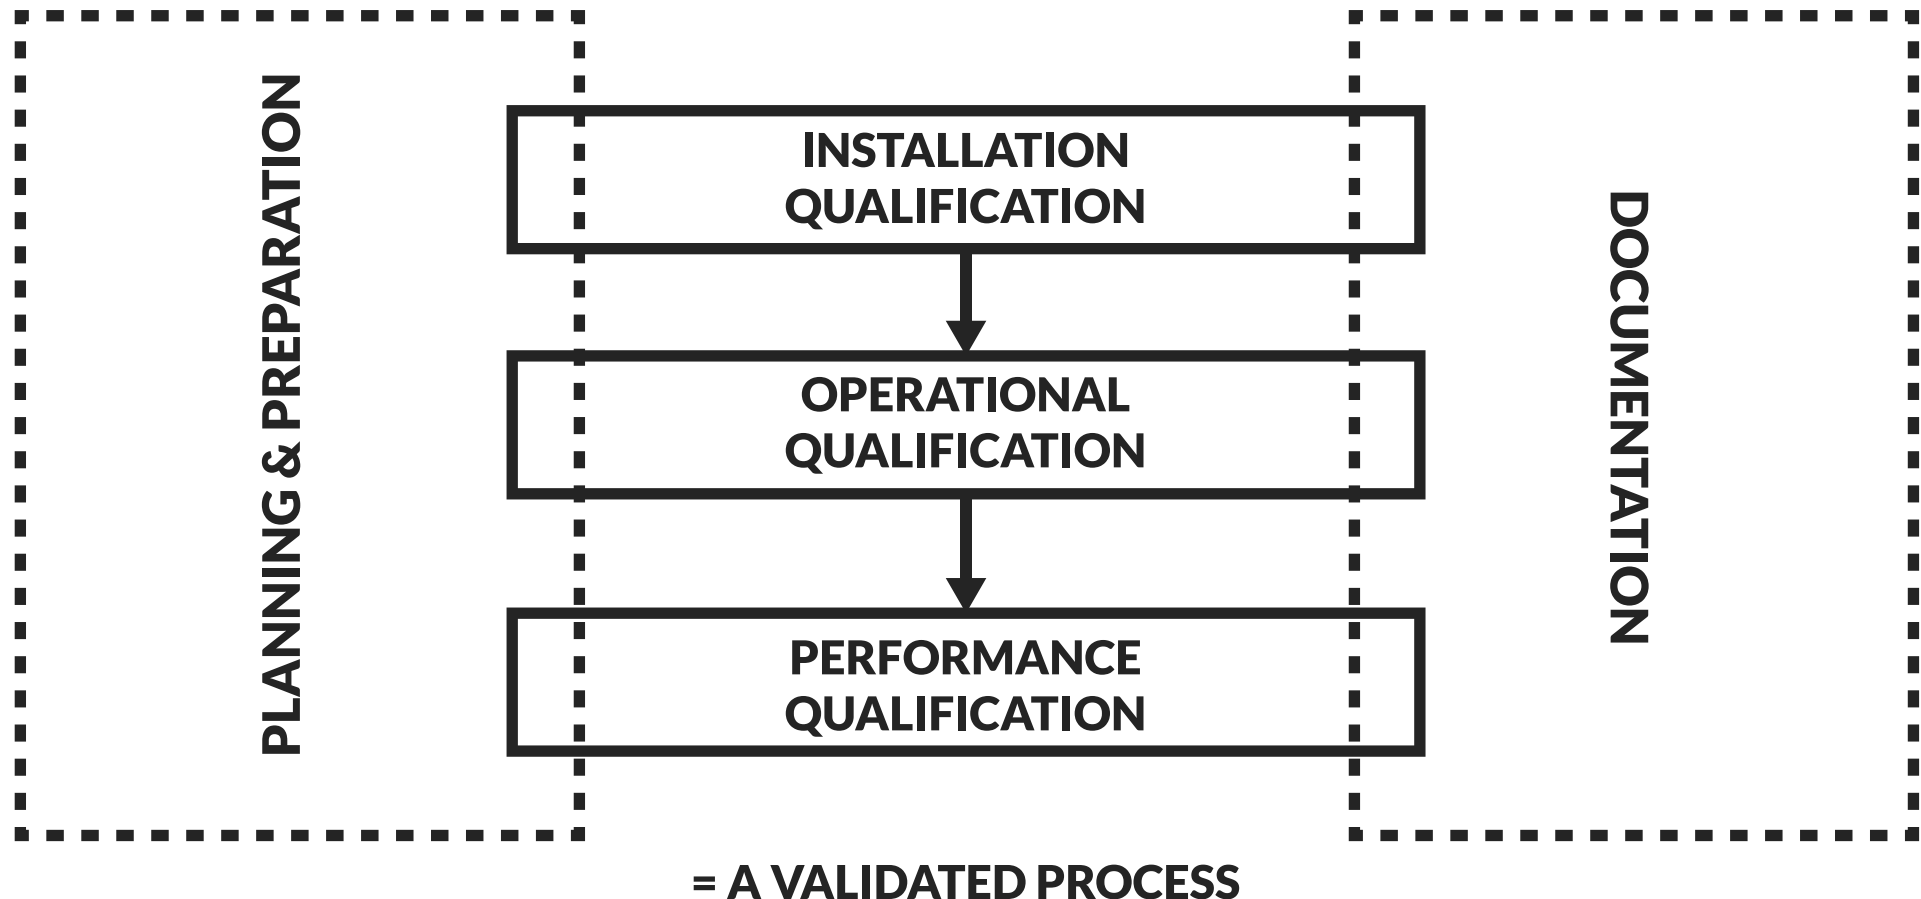 PLANNING & PREPARATION
INSTALLATION
QUALIFICATION
OPERATIONAL
QUALIFICATION
PERFORMANCE
QUALIFICATION
DOCUMENTATION
= A VALIDATED PROCESS